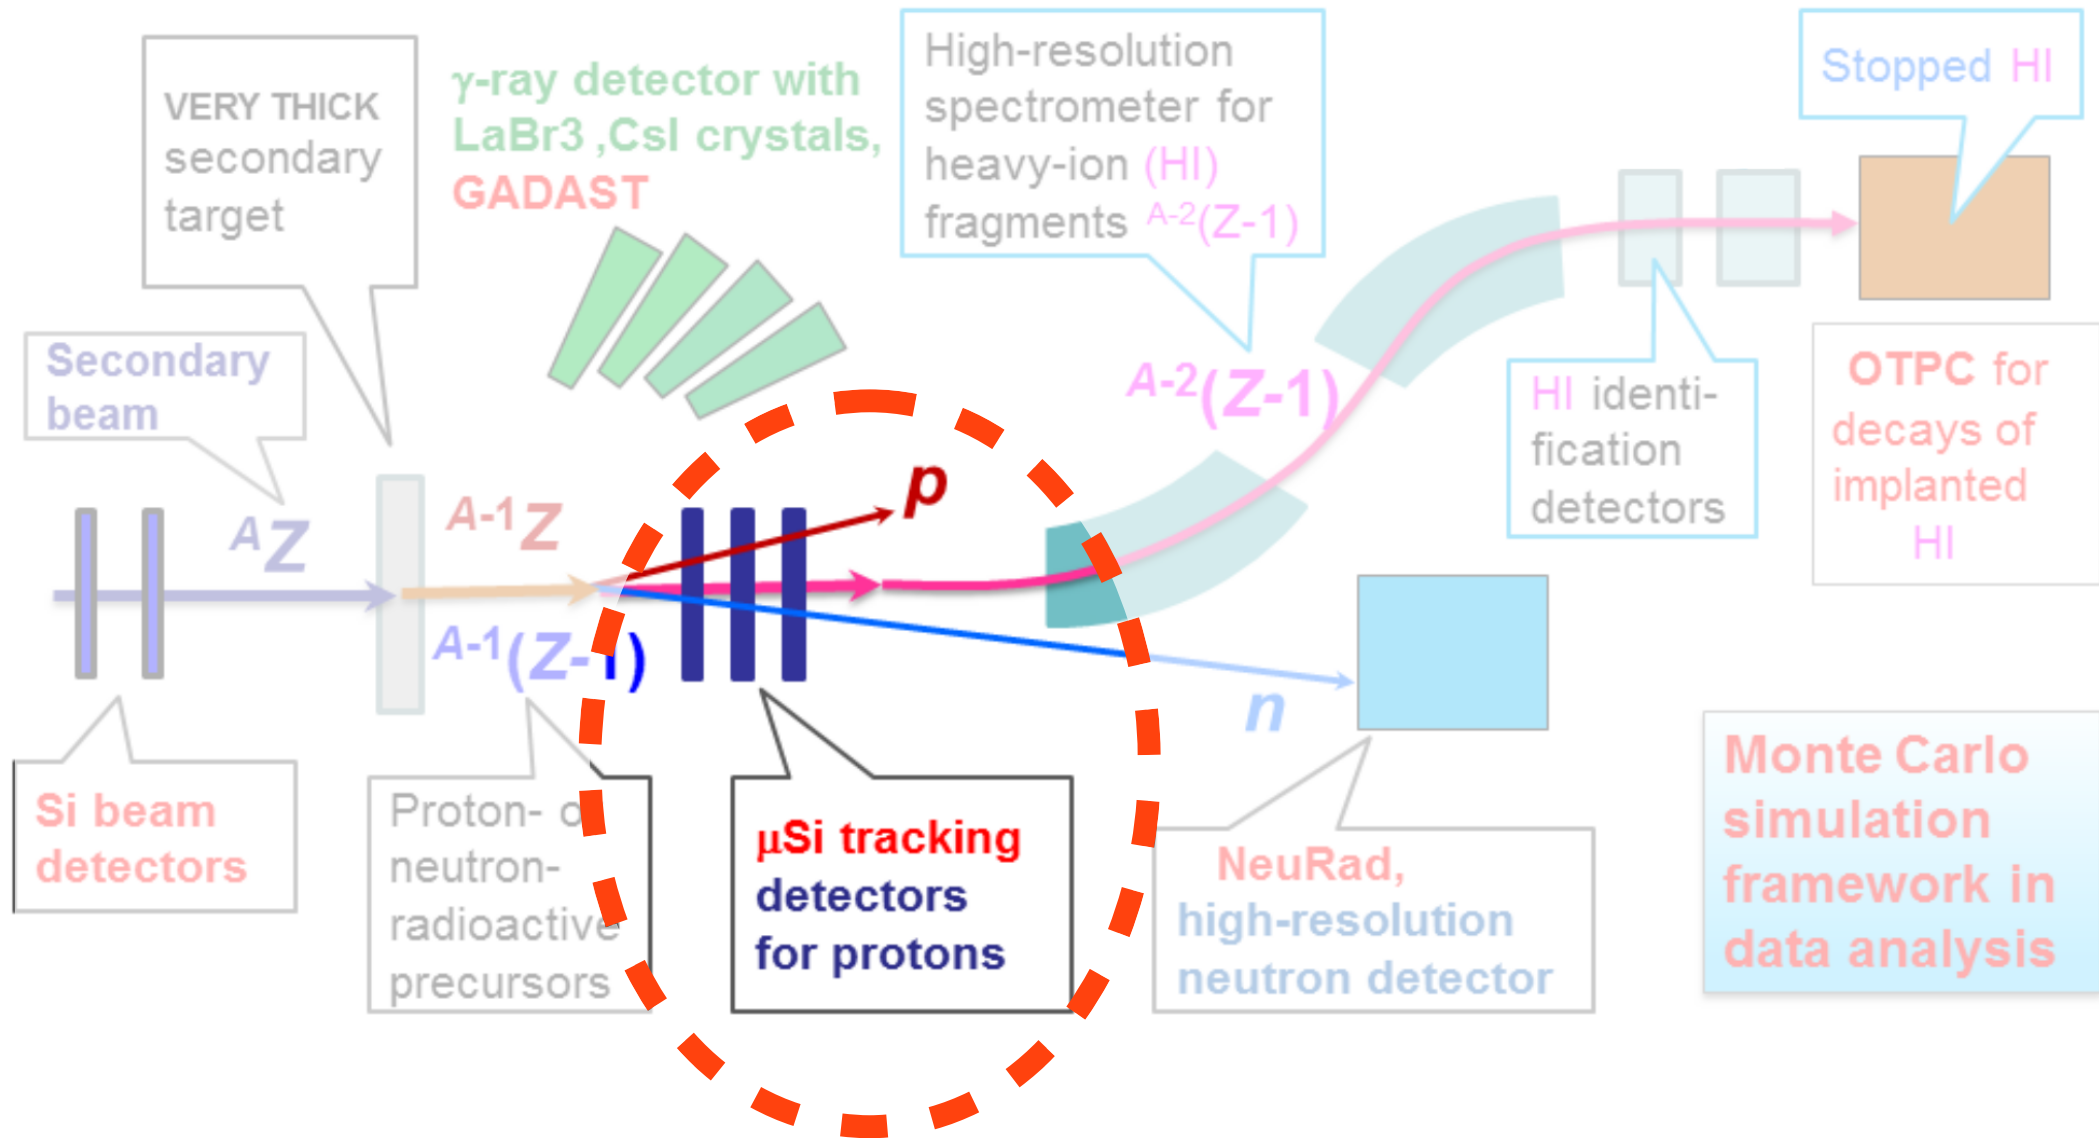 VERY THICK
secondary
target
γ-ray detector with
LaBr3 ,CsI crystals,
GADAST
High-resolution
spectrometer for
heavy-ion (HI)
fragments A-2(Z-1)
Stopped HI
Secondary
beam
AZ
A-1Z
A-1(Z-1)
p
A-2(Z-1)
HI identi-
fication
detectors
OTPC for
decays of
implanted
HI
n
Si beam
detectors
Proton- o
neutron-
radioactive
precursors
μSi tracking
detectors
for protons
NeuRad,
high-resolution
neutron detector
Monte Carlo
simulation
framework in
data analysis